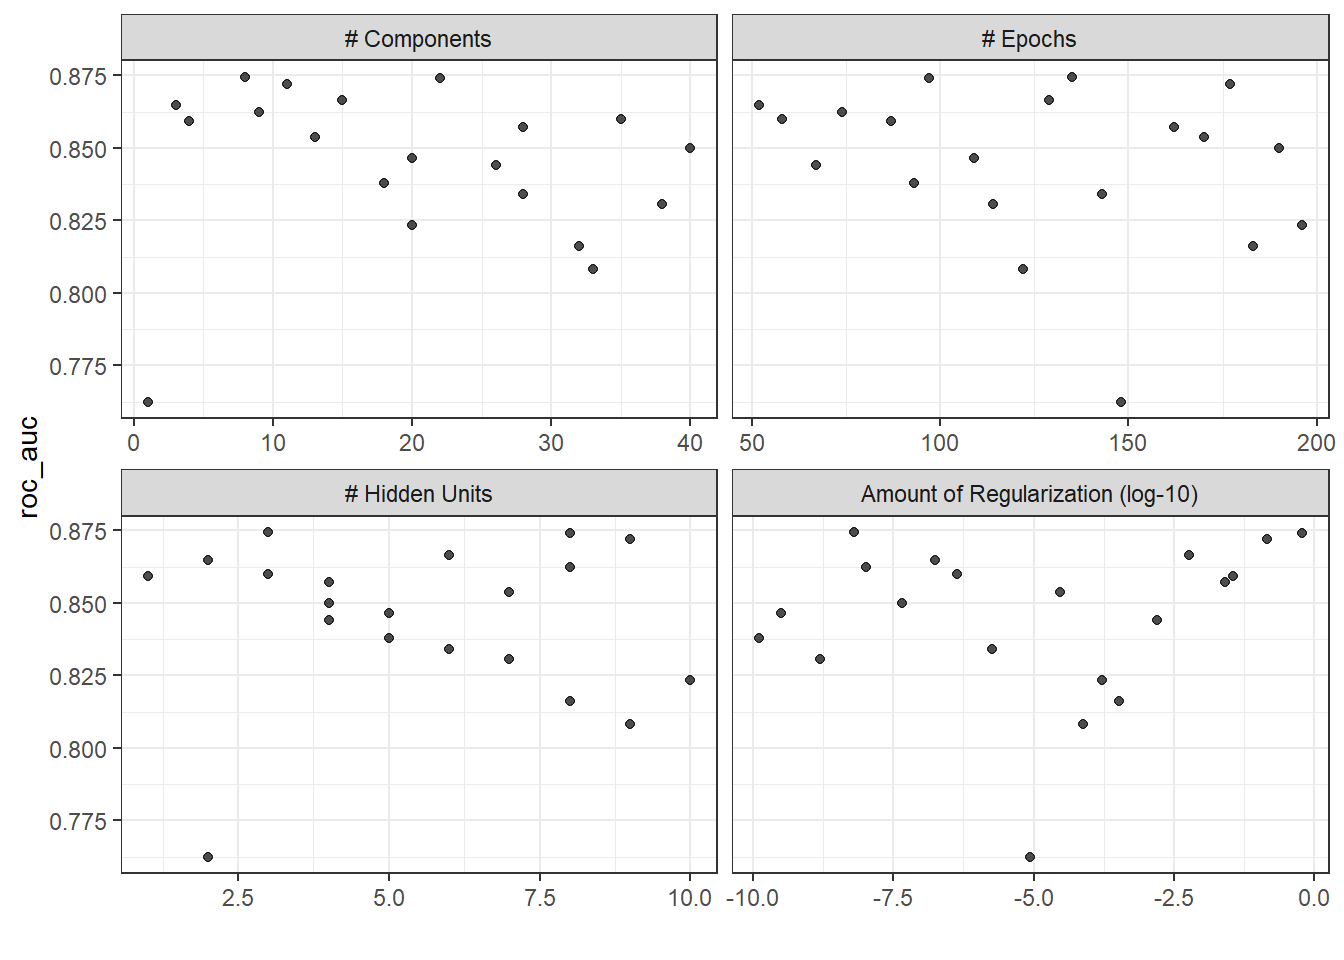 # Components
# Epochs
0.875
0.850
0.825
0.800
0.775
0 10 20 30 40
50 100 150 200
roc_auc
# Hidden Units
Amount of Regularization (log-10)
0.875
0.850
0.825
0.800
0.775
2.5 5.0 7.5 10.0
-10.0 -7.5 -5.0 -2.5 0.0